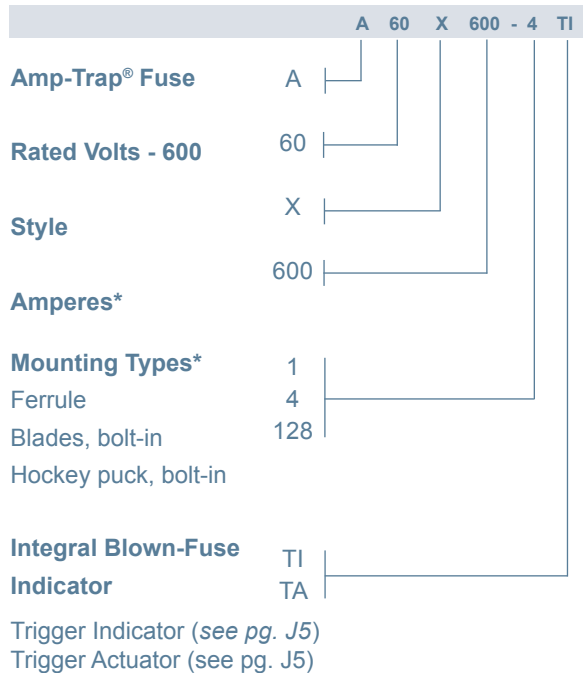 A 60 X 600 - 4 TI
Amp-Trap® Fuse A
Rated Volts - 600 60
Style X
Amperes* 600
Mounting Types* 1
Ferrule 4
Blades, bolt-in 128
Hockey puck, bolt-in
Integral Blown-Fuse TI
Indicator TA
Trigger Indicator (see pg. J5)
Trigger Actuator (see pg. J5)